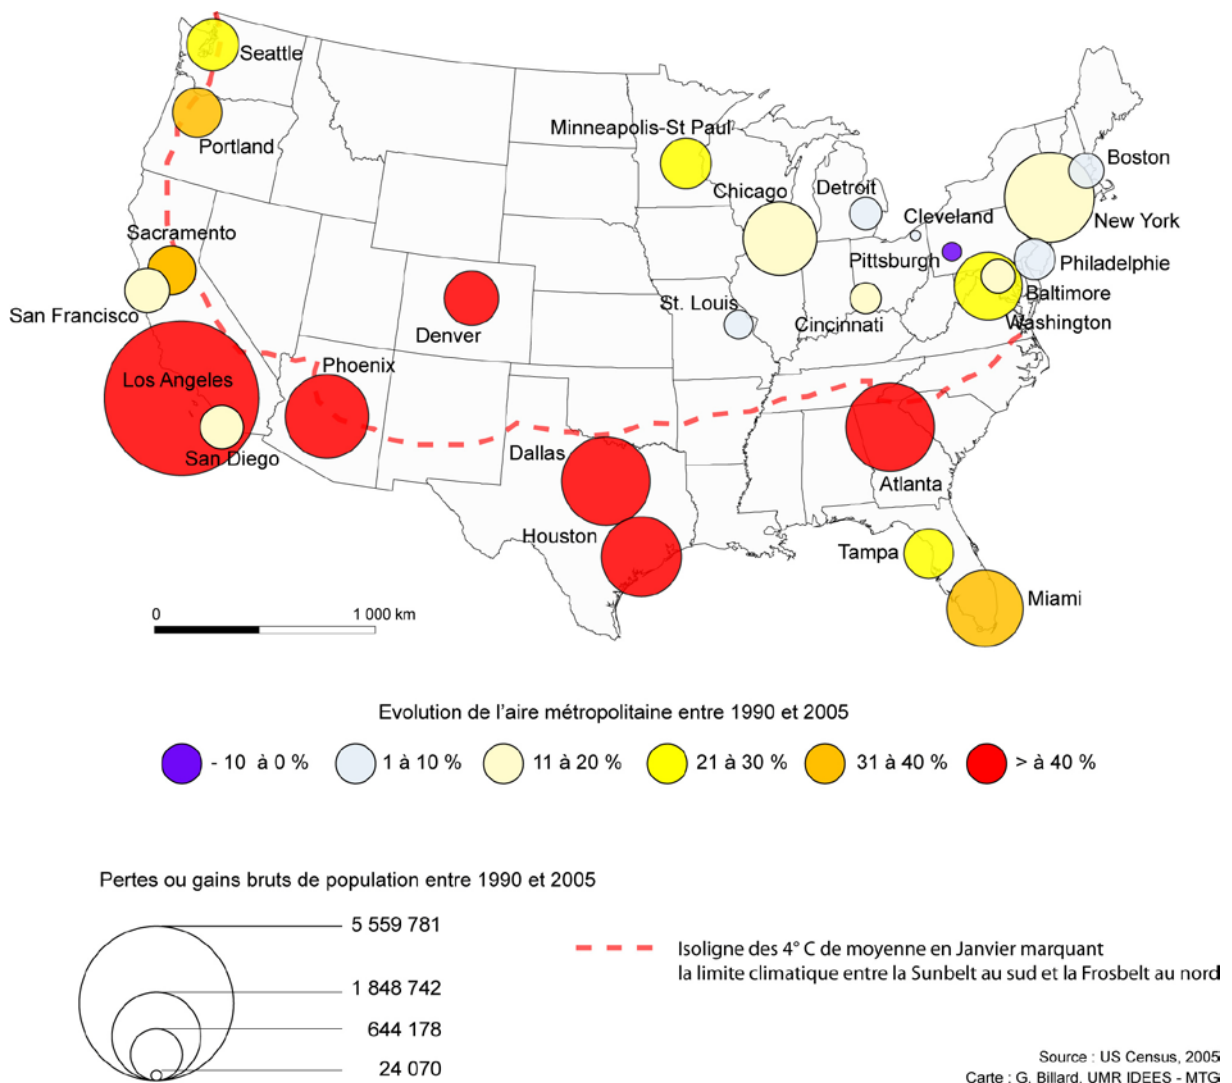 Seattle
Portland
Minneapolis-St Paul
Boston
Chicago
Detroit
Cleveland
New York
Sacramento
Pittsburgh
Philadelphie
Baltimore
San Francisco
St. Louis
Cincinnati
Washington
Denver
Phoenix
Los Angeles
Dallas
San Diego
Atlanta
Houston
Tampa
Miami
0
1 000 km
Evolution de l'aire métropolitaine entre 1990 et 2005
- 10 à 0 %
1 à 10 %
11 à 20 %
21 à 30 %
31 à 40 %
> à 40 %
Pertes ou gains bruts de population entre 1990 et 2005
5 559 781
1 848 742
644 178
24 070
Isoligne des 4° C de moyenne en Janvier marquant
la limite climatique entre la Sunbelt au sud et la Frosbelt au nord
Source : US Census, 2005
Carte : G. Billard, UMR IDEES - MTG